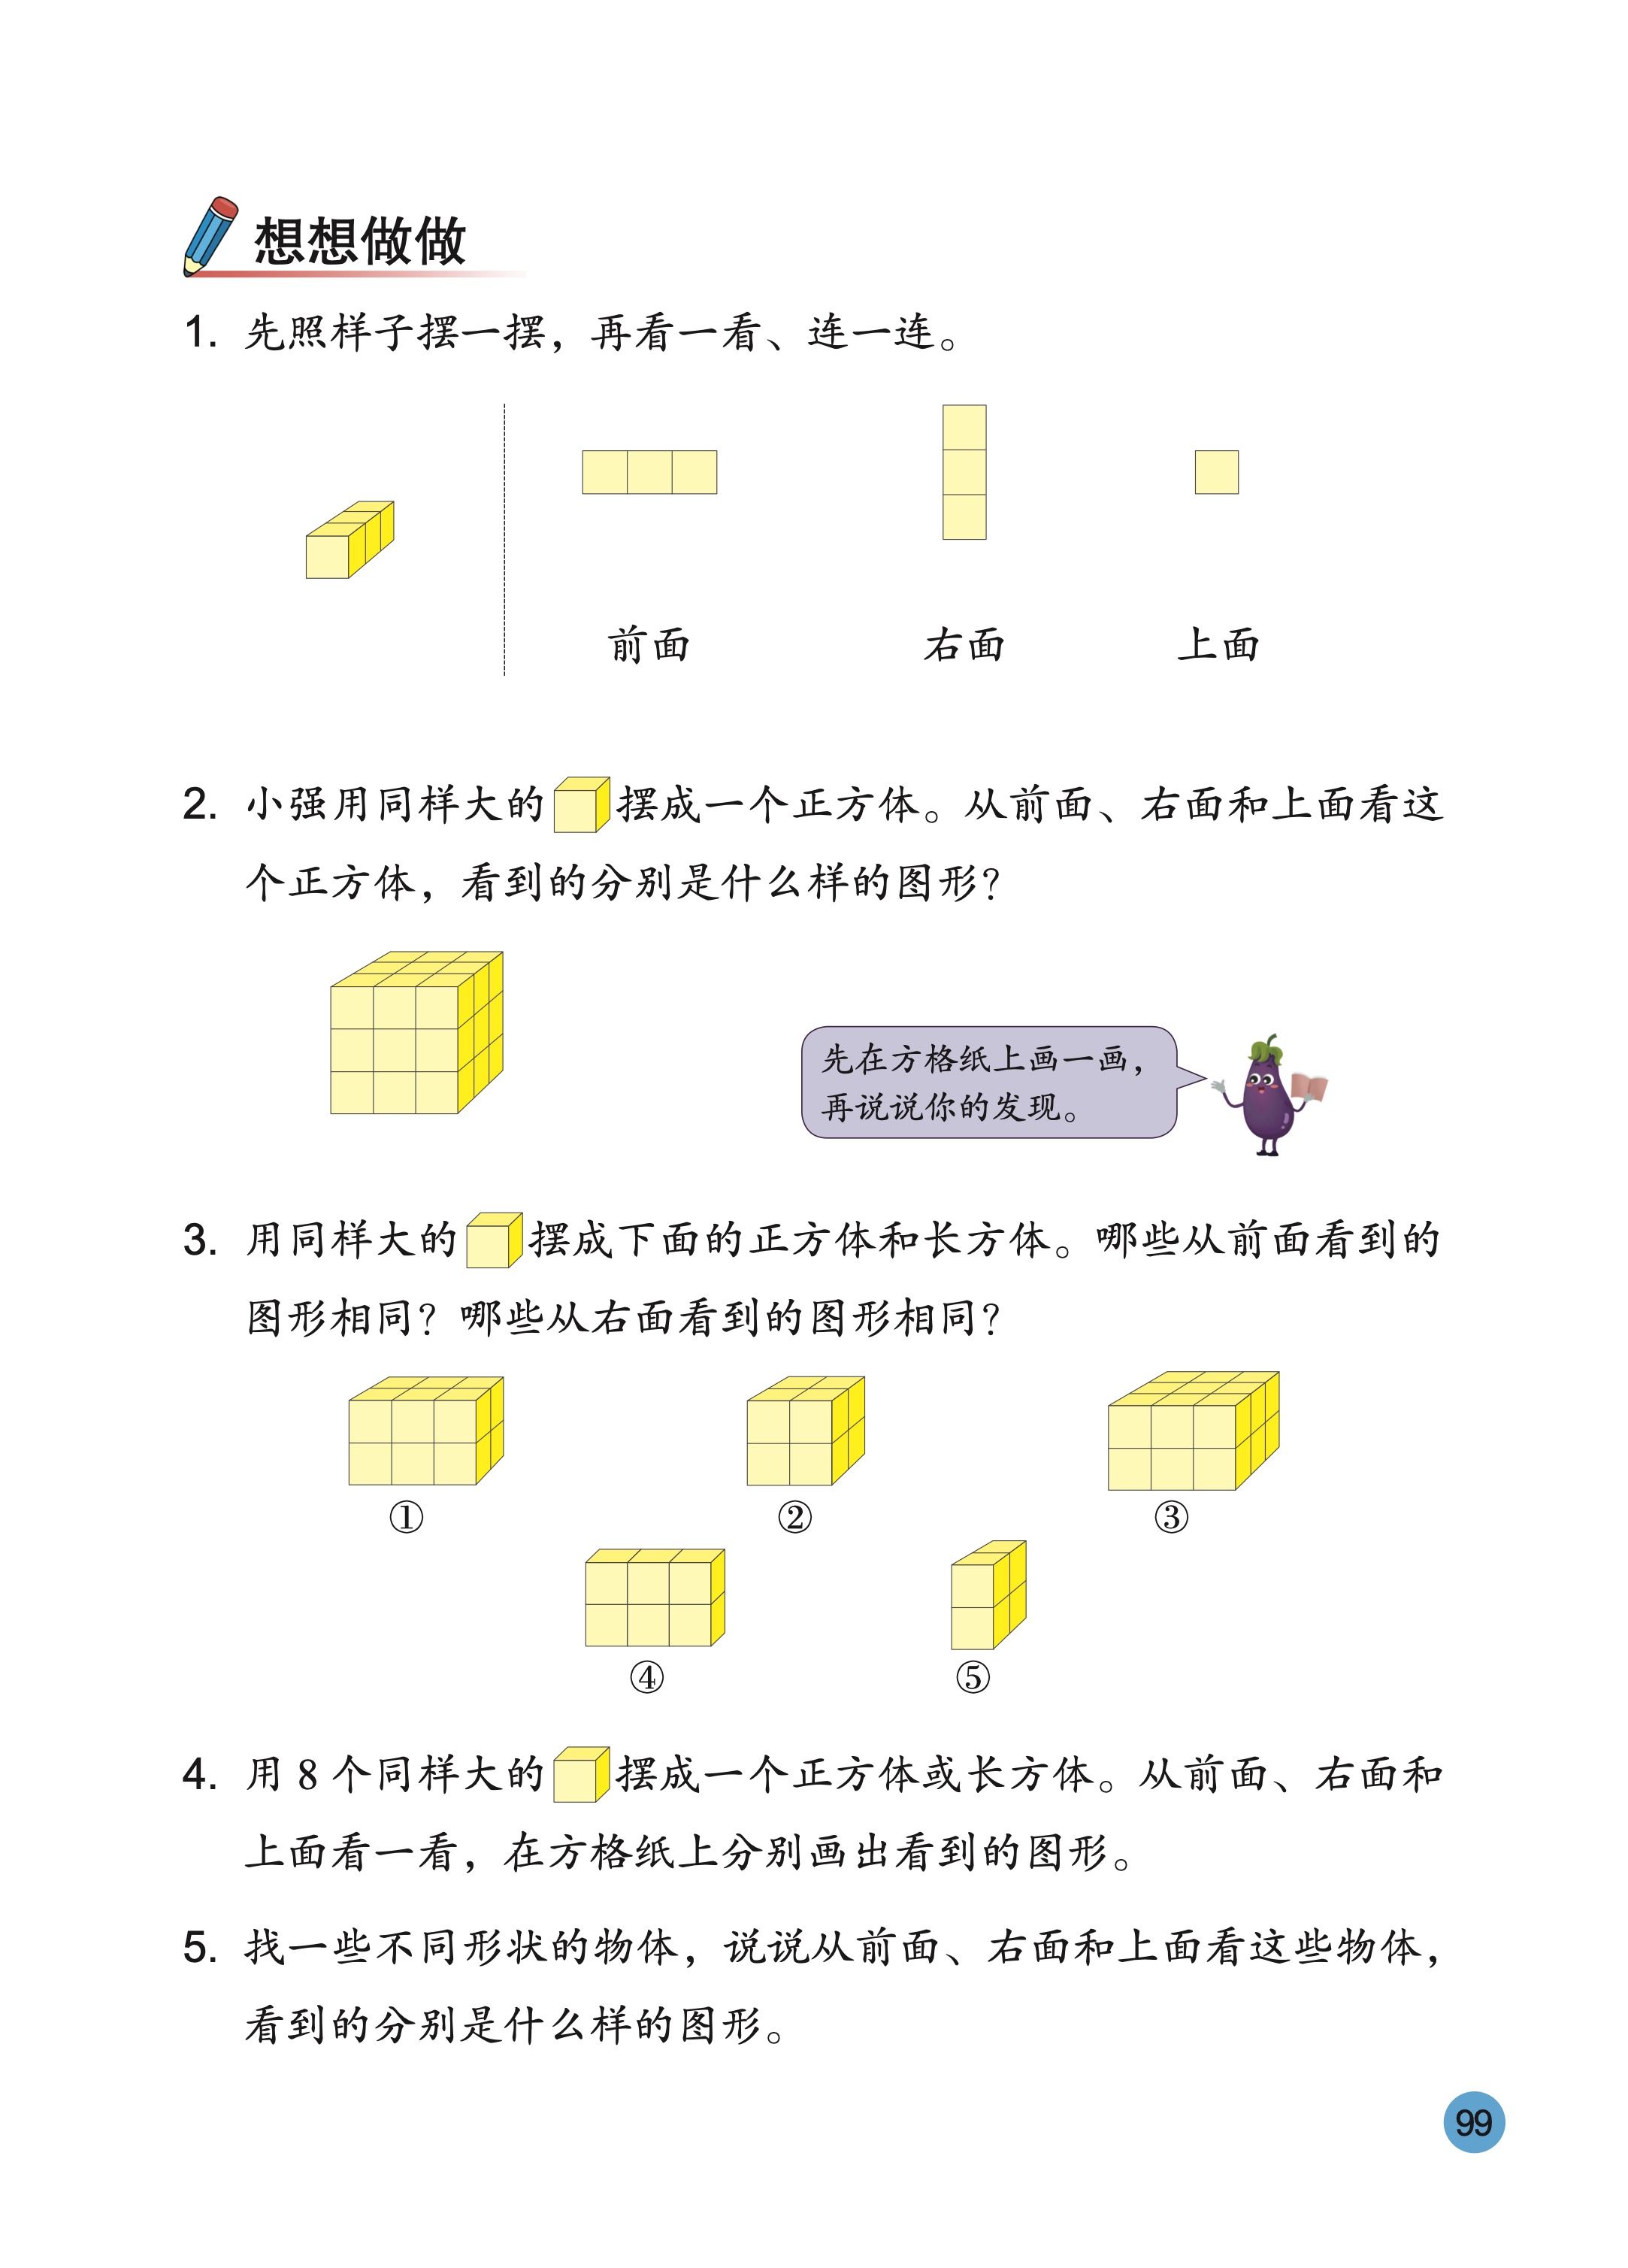 想想做做
1. 先照样子摆一摆，再看一看、连一连。
前面 右面 上面
2. 小强用同样大的摆成一个正方体。从前面、右面和上面看这
个正方体，看到的分别是什么样的图形？
先在方格纸上画一画，
再说说你的发现。
3. 用同样大的摆成下面的正方体和长方体。哪些从前面看到的
图形相同？哪些从右面看到的图形相同？
① ② ③
④ ⑤
4. 用 8 个同样大的摆成一个正方体或长方体。从前面、右面和
上面看一看，在方格纸上分别画出看到的图形。
5. 找一些不同形状的物体，说说从前面、右面和上面看这些物体，
看到的分别是什么样的图形。
99